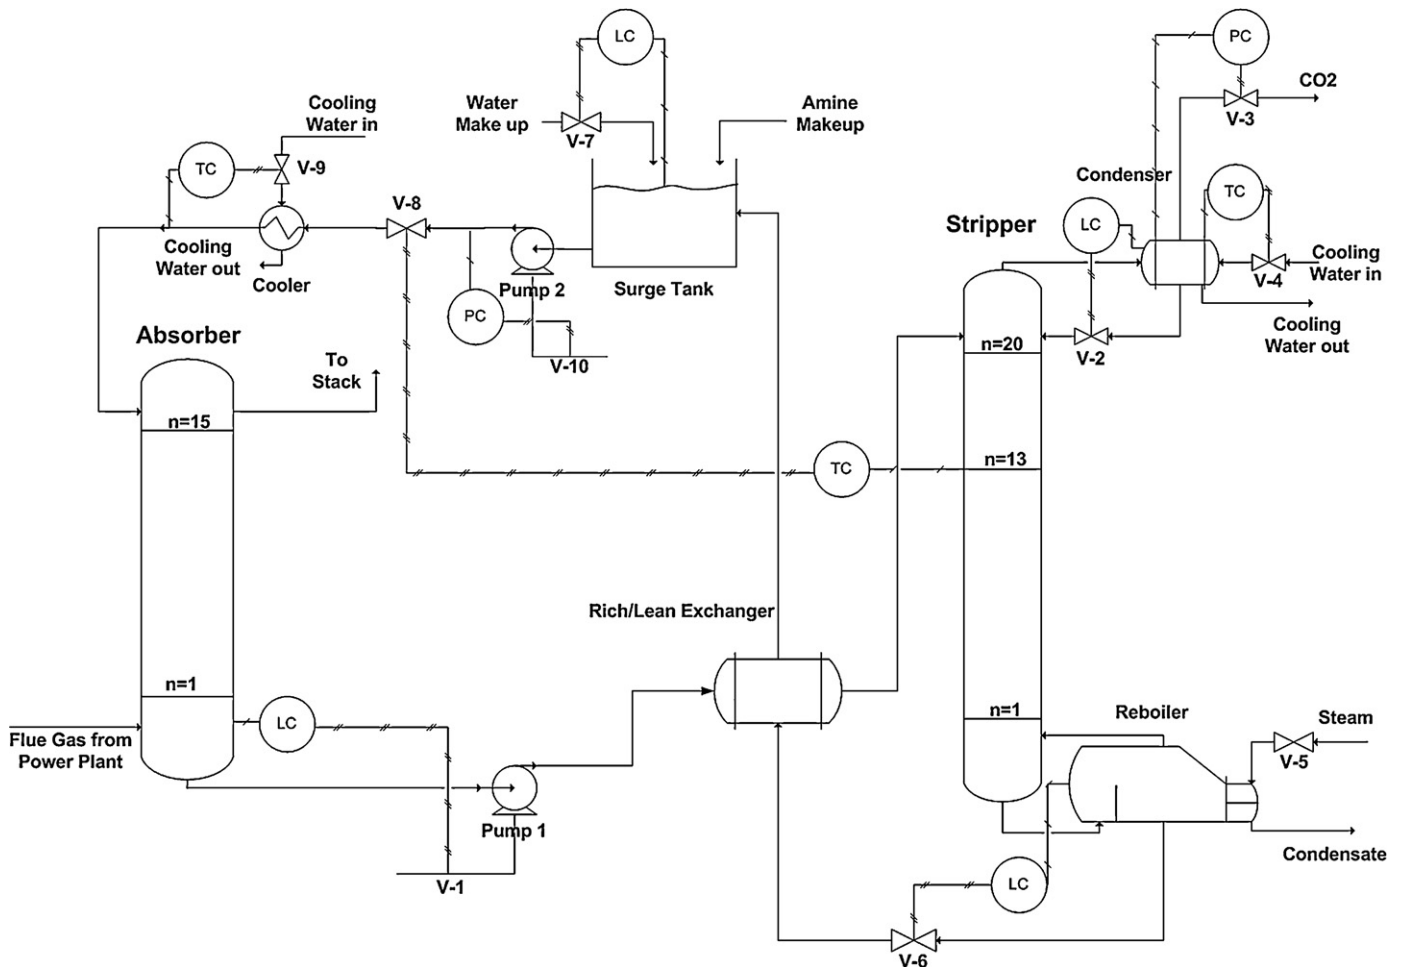 LC
PC
CO2
V-3
Cooling
Water in
Water
Make up
V-7
Amine
Makeup
TC
V-9
V-8
Condenser
TC
LC
Stripper
Cooling
Water in
V-4
Cooling
Water out
Cooler
Pump 2
Surge Tank
PC
V-10
Cooling
Water out
V-2
Absorber
To
Stack
n=20
n=15
TC
n=13
Rich/Lean Exchanger
n=1
LC
Flue Gas from
Power Plant
n=1
Reboiler
Steam
V-5
Pump 1
V-1
Condensate
LC
V-6